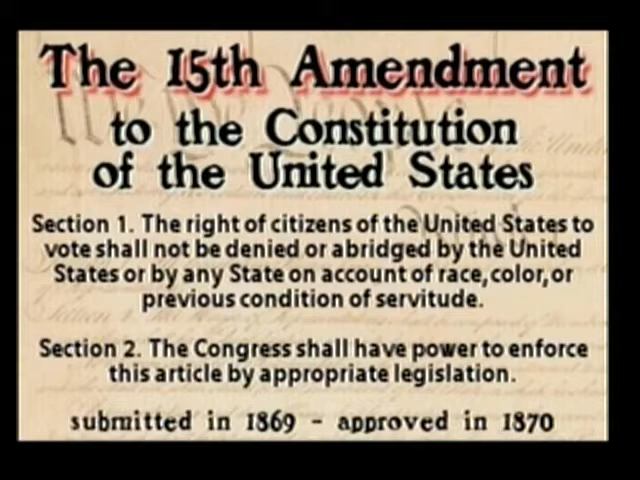 The 15th Amendment
to the Constitution
of the United States
Section 1. The right of citizens of the United States to
vote shall not be denied or abridged by the United
States or by any State on account of race,color,or
previous condition of servitude.
Section 2. The Congress shall have power to enforce
this article by appropriate legislation.
submitted in 1869 - approved in 1870